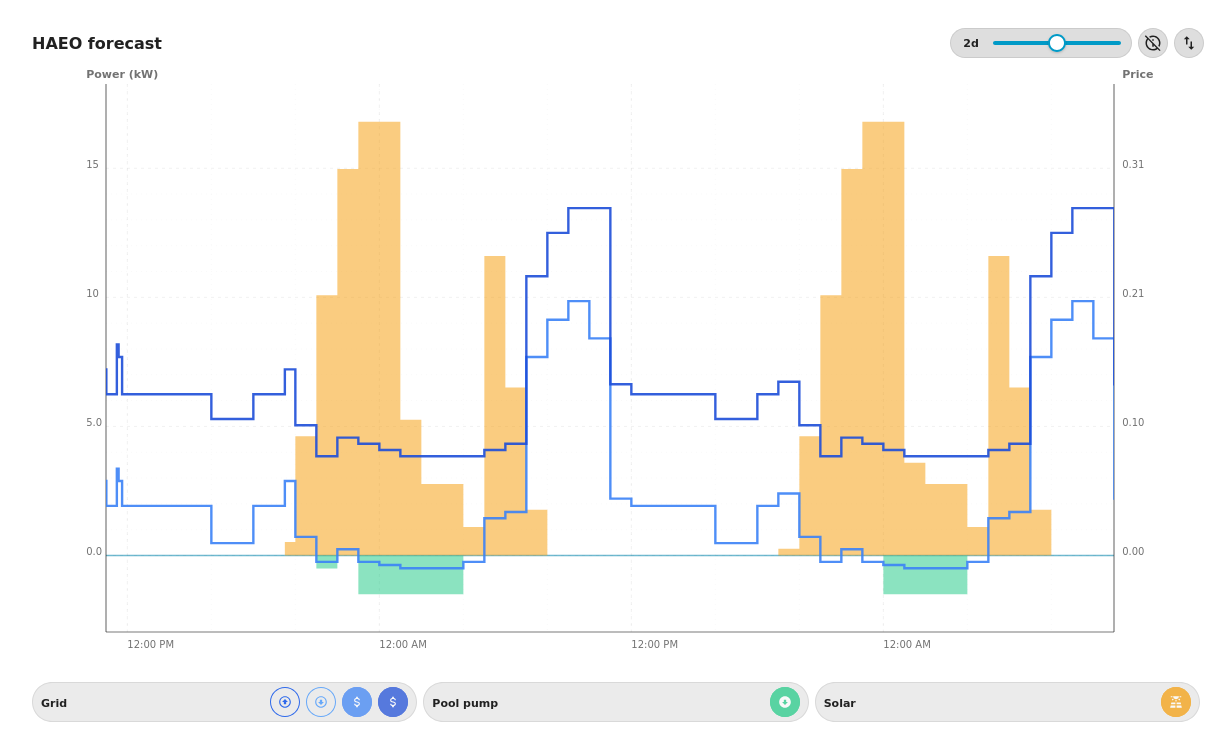 HAEO forecast
2d
Power (kW)
Price
15
0.31
10
0.21
5.0
0.10
0.0
0.00
12:00 PM
12:00 AM
12:00 PM
12:00 AM
Grid
$
$
Pool pump
Solar